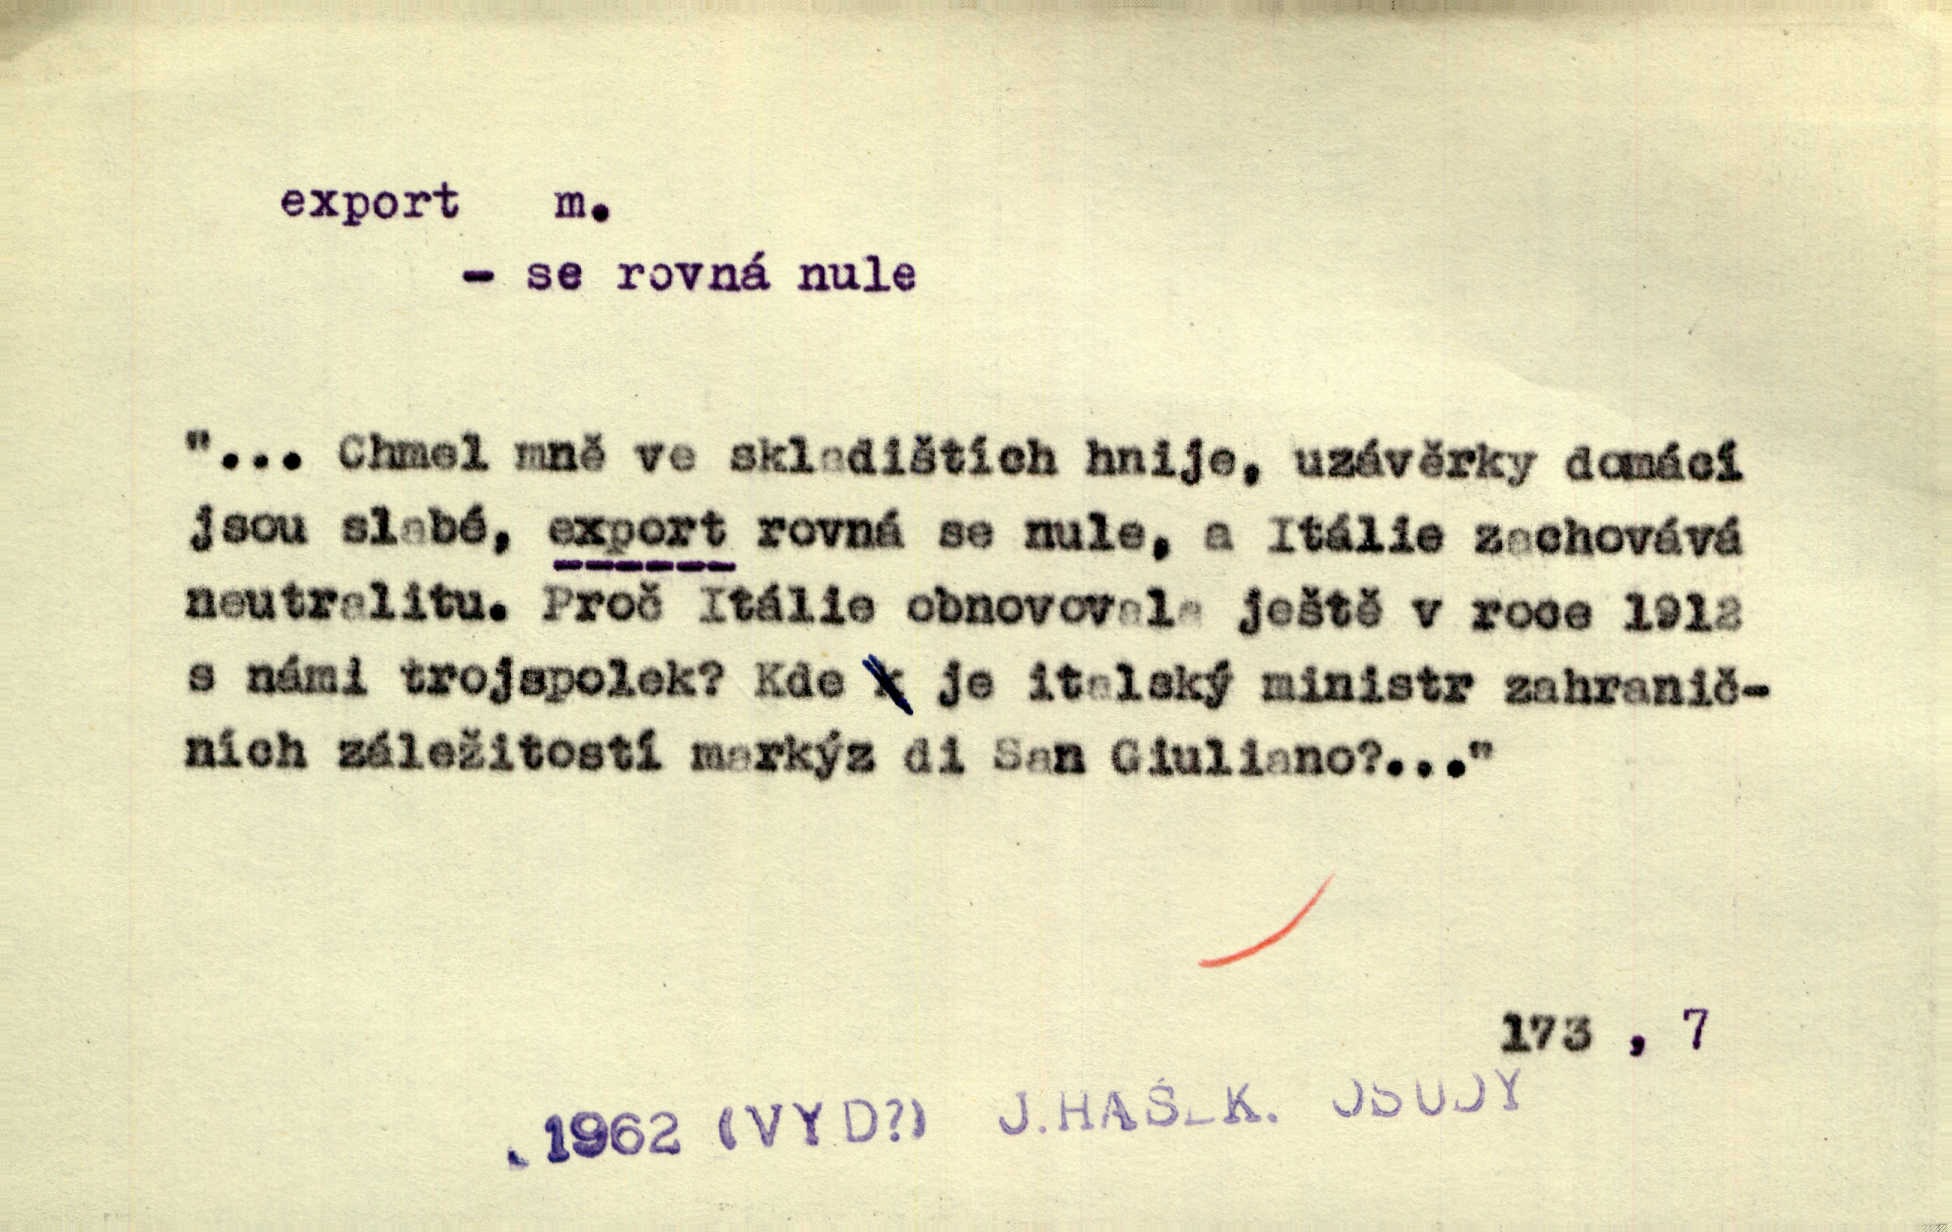 export m.
- se rovná nule
"... Chmel mně ve skladištích hnije, uzávěrky domácí
jsou slabé, export rovná se nule, a Itálie zachovává
neutralitu. Proč Itálie obnovovala ještě v roce 1912
s námi trojspolek? Kde je italský ministr zahranič-
ních záležitostí markýz di San Giuliano?..."
173 , 7
.1962 (VYD?) J.HAŠEK. OSUDY